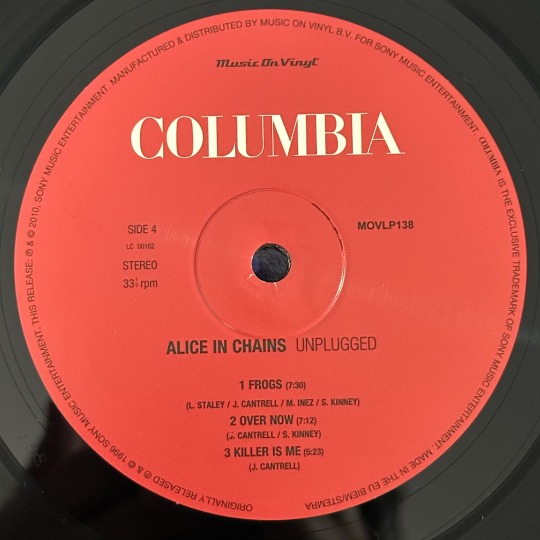 Music On Vinyl
COLUMBIA
SIDE 4
MOVLP138
LC 00162
STEREO
33⅓ rpm
ALICE IN CHAINS UNPLUGGED
1 FROGS (7:30)
(L. STALEY / J. CANTRELL / M. INEZ / S. KINNEY)
2 OVER NOW (7:12)
(J. CANTRELL / S. KINNEY)
3 KILLER IS ME (5:23)
(J. CANTRELL)
ORIGINALLY RELEASED ℗ & © 1996 SONY MUSIC ENTERTAINMENT. THIS RELEASE: ℗ & © 2010, SONY MUSIC ENTERTAINMENT. MANUFACTURED & DISTRIBUTED BY MUSIC ON VINYL B.V. FOR SONY MUSIC ENTERTAINMENT. COLUMBIA IS THE EXCLUSIVE TRADEMARK OF SONY MUSIC ENTERTAINMENT. MADE IN THE EU BIEM/STEMRA